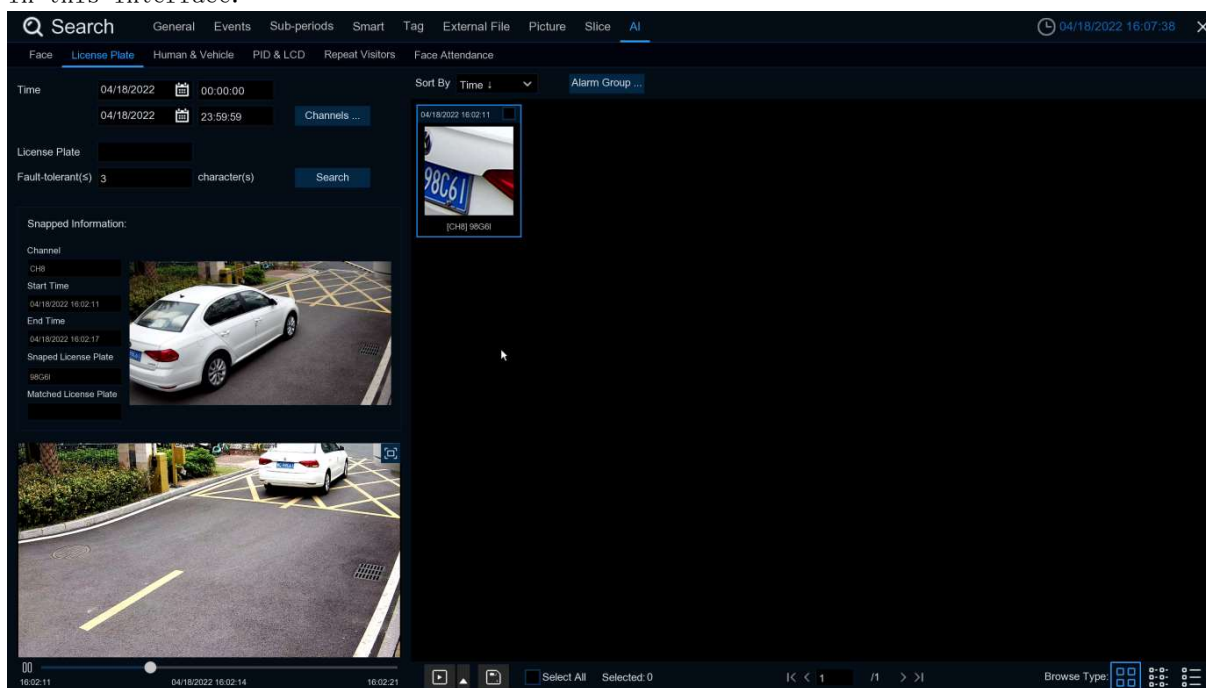 in this interface.
Search General Events Sub-periods Smart Tag External File Picture Slice AI 04/18/2022 16:07:38
Face License Plate Human & Vehicle PID & LCD Repeat Visitors Face Attendance
Time 04/18/2022 00:00:00
04/18/2022 23:59:59 Channels ...
License Plate
Fault-tolerant(≤) 3 character(s) Search
Snapped Information:
Channel
CH8
Start Time
04/18/2022 16:02:11
End Time
04/18/2022 16:02:17
Snaped License Plate
98G6I
Matched License Plate
16:02:11 04/18/2022 16:02:14 16:02:21
Sort By Time ↓ Alarm Group ...
04/18/2022 16:02:11
98C61
[CH8] 98G6I
Select All Selected: 0 1 /1 Browse Type: